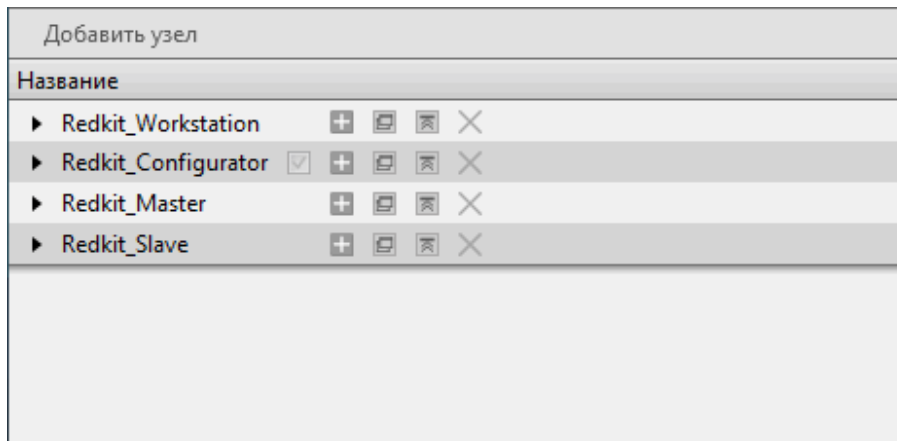 Добавить узел
Название
Redkit_Workstation
Redkit_Configurator
Redkit_Master
Redkit_Slave